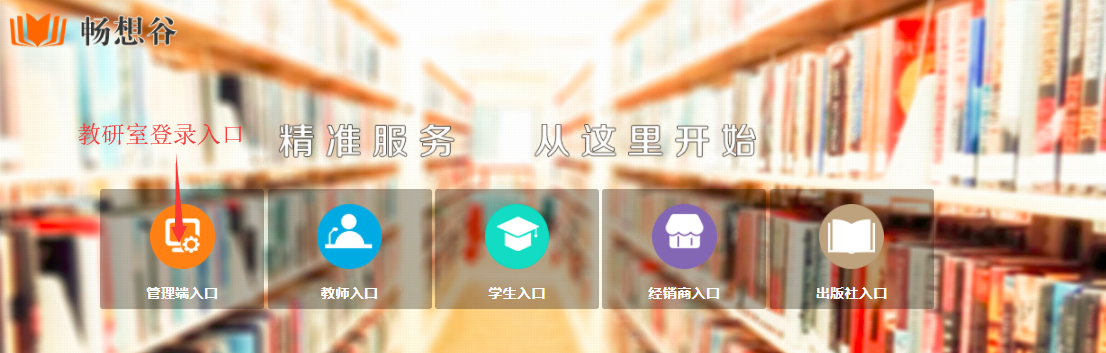 畅想谷
教研室登录入口
精准服务 从这里开始
管理端入口
教师入口
学生入口
经销商入口
出版社入口